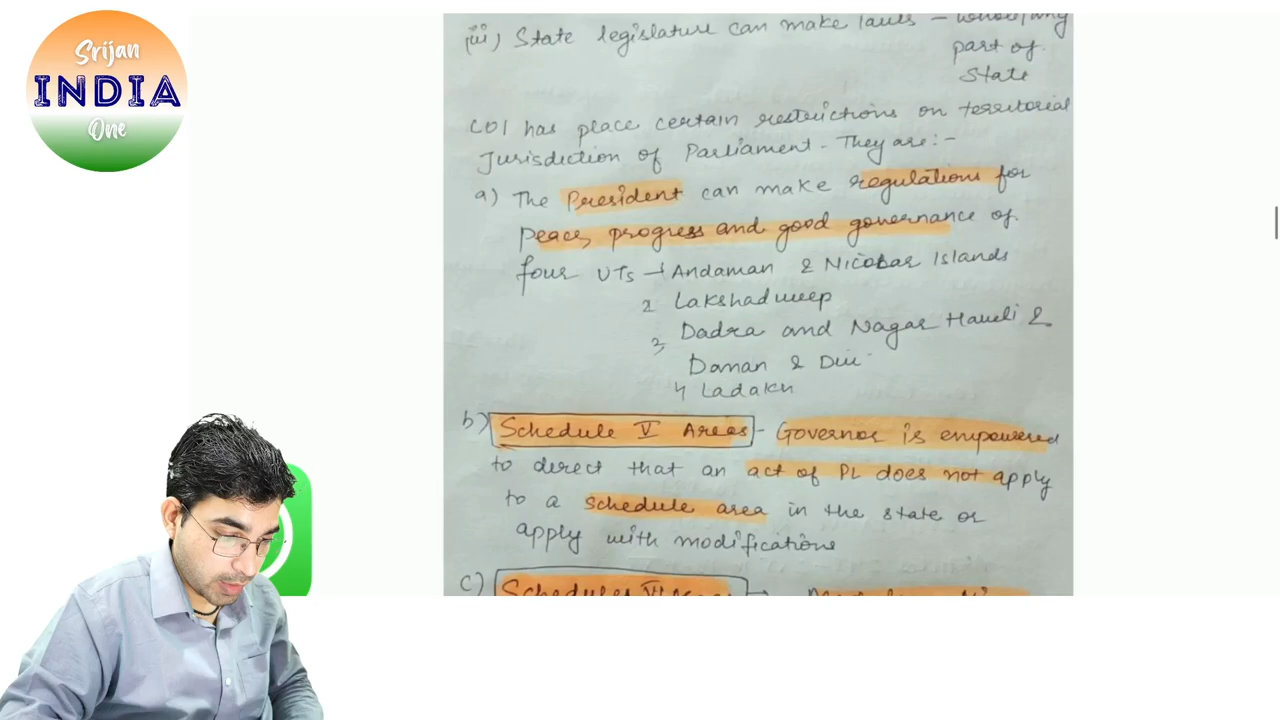 Srijan
INDIA
One
iii) State legislature can make laws - whole/any
part of
State
COI has place certain restrictions on territorial
Jurisdiction of Parliament. They are:-
a) The President can make regulations for
peace, progress and good governance of
four UTs → Andaman & Nicobar Islands
2 Lakshadweep
3, Dadra and Nagar Haveli &
Daman & Diu
4 Ladakh
b) Schedule V Areas - Governor is empowered
to direct that an act of PL does not apply
to a schedule area in the state or
apply with modifications
c) Schedules VI